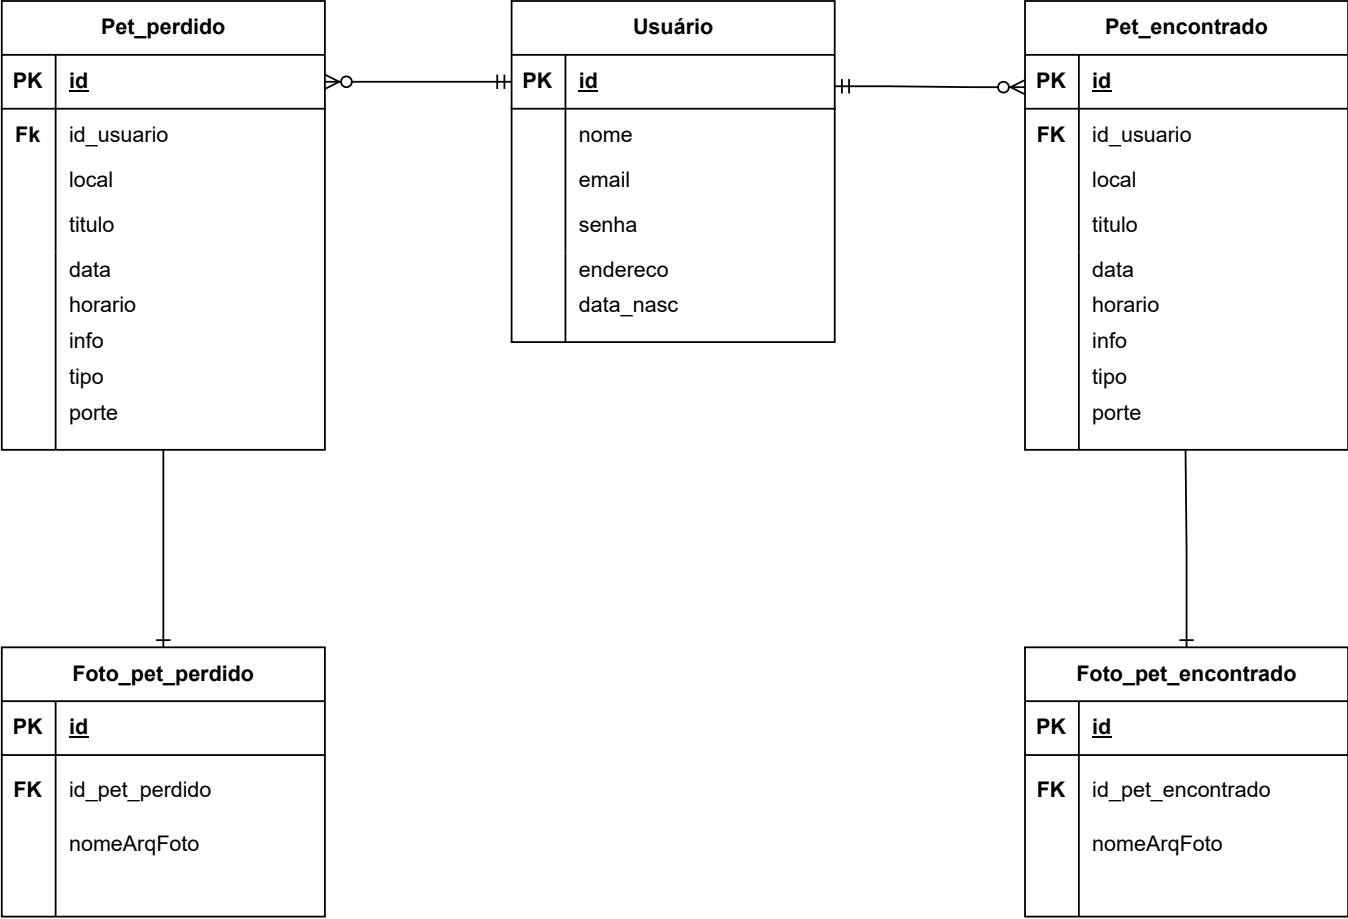 Pet_perdido
PK id
Fk id_usuario
local
titulo
data
horario
info
tipo
porte
Usuário
PK id
nome
email
senha
endereco
data_nasc
Pet_encontrado
PK id
FK id_usuario
local
titulo
data
horario
info
tipo
porte
Foto_pet_perdido
PK id
FK id_pet_perdido
nomeArqFoto
Foto_pet_encontrado
PK id
FK id_pet_encontrado
nomeArqFoto